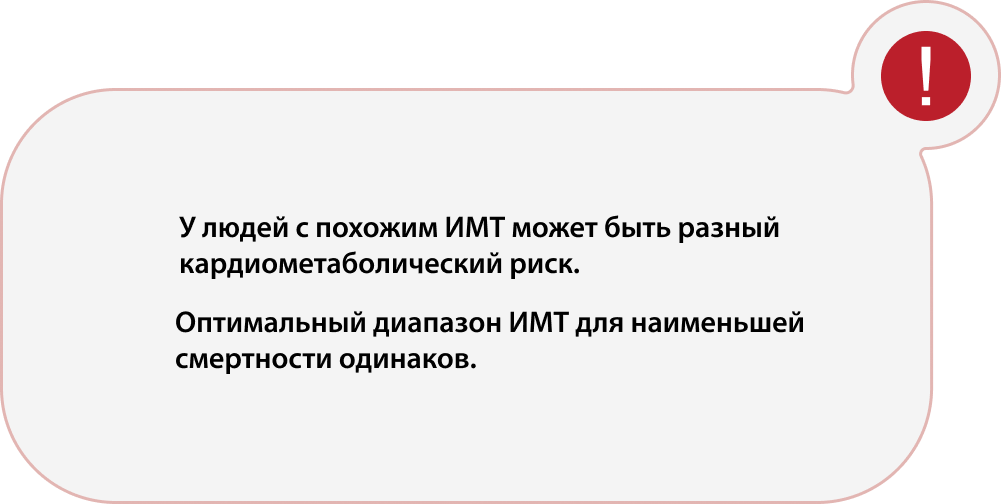 !
У людей с похожим ИМТ может быть разный
кардиометаболический риск.
Оптимальный диапазон ИМТ для наименьшей
смертности одинаков.